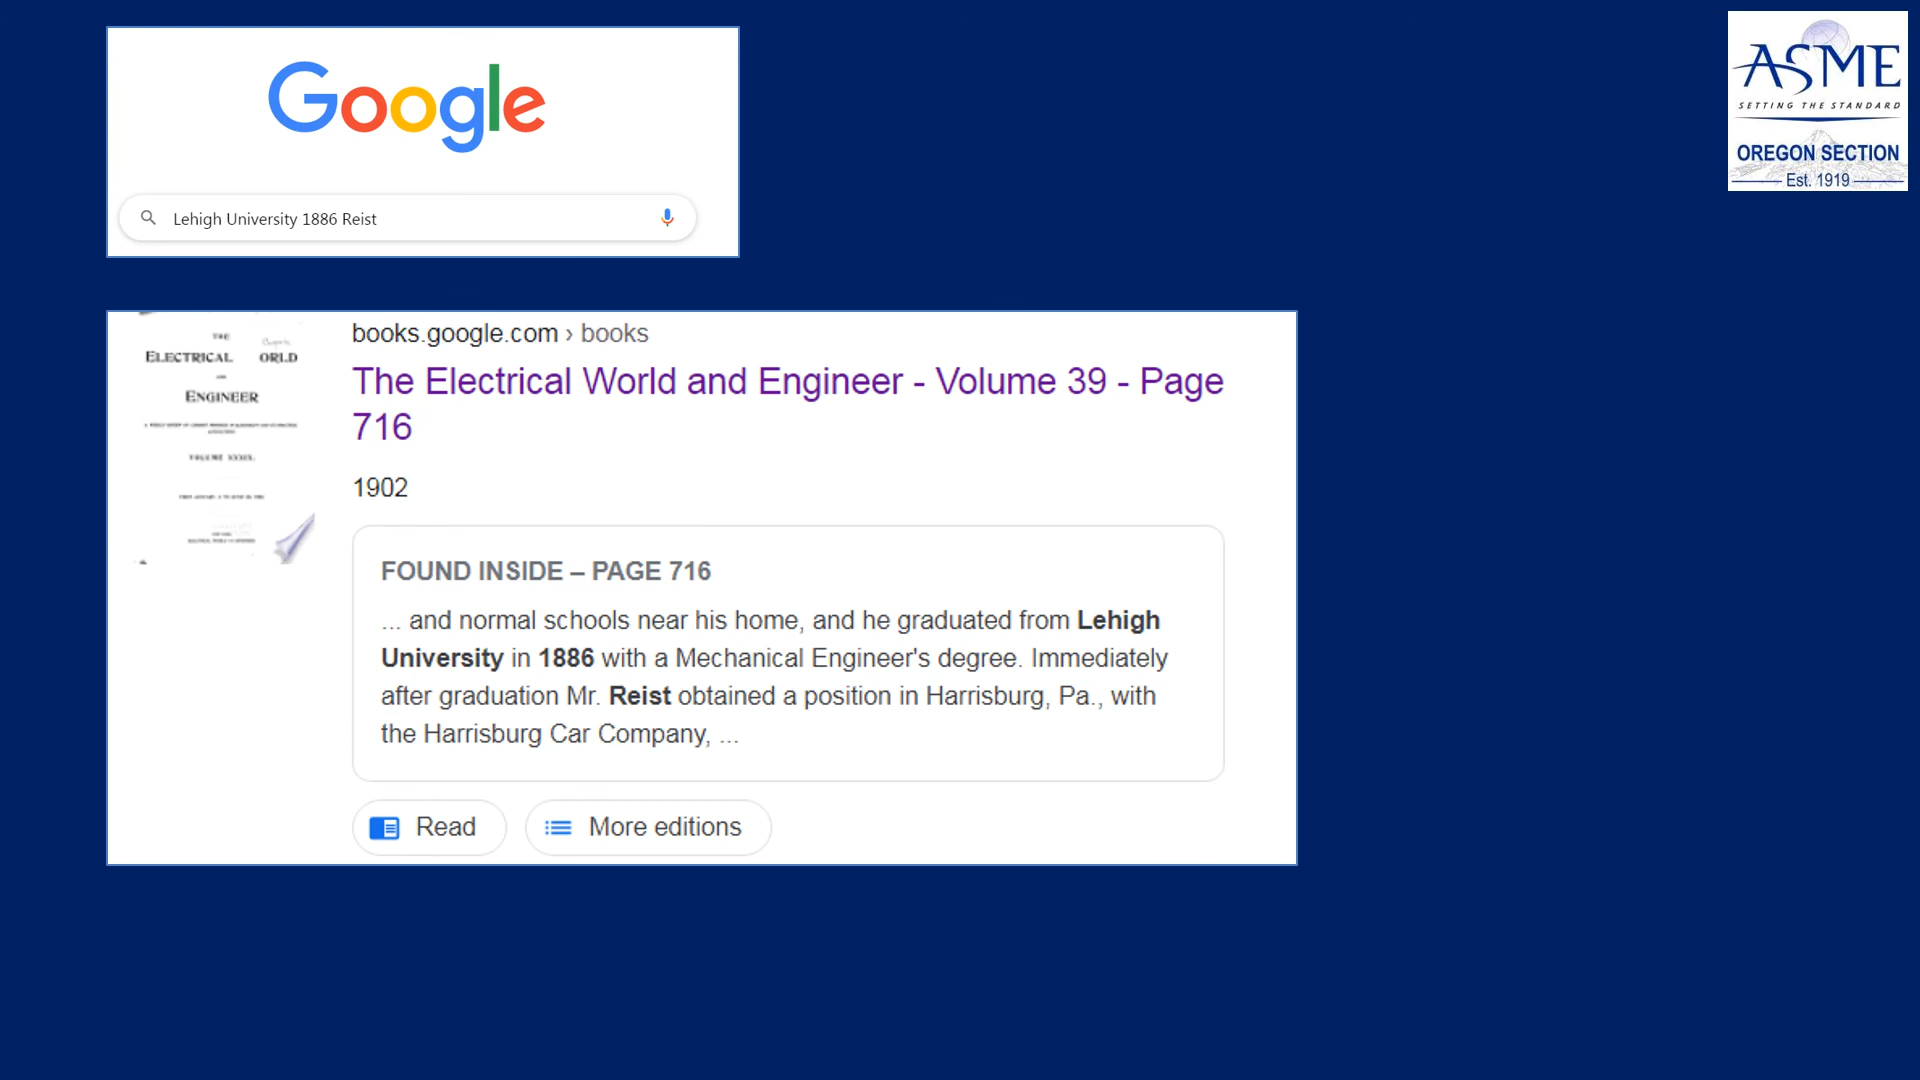 Google
Lehigh University 1886 Reist
ASME
SETTING THE STANDARD
OREGON SECTION
Est. 1919
THE
ELECTRICAL ORLD
AND
ENGINEER
VOLUME XXXIX.
books.google.com › books
The Electrical World and Engineer - Volume 39 - Page
716
1902
FOUND INSIDE – PAGE 716
... and normal schools near his home, and he graduated from Lehigh
University in 1886 with a Mechanical Engineer's degree. Immediately
after graduation Mr. Reist obtained a position in Harrisburg, Pa., with
the Harrisburg Car Company, ...
Read
More editions